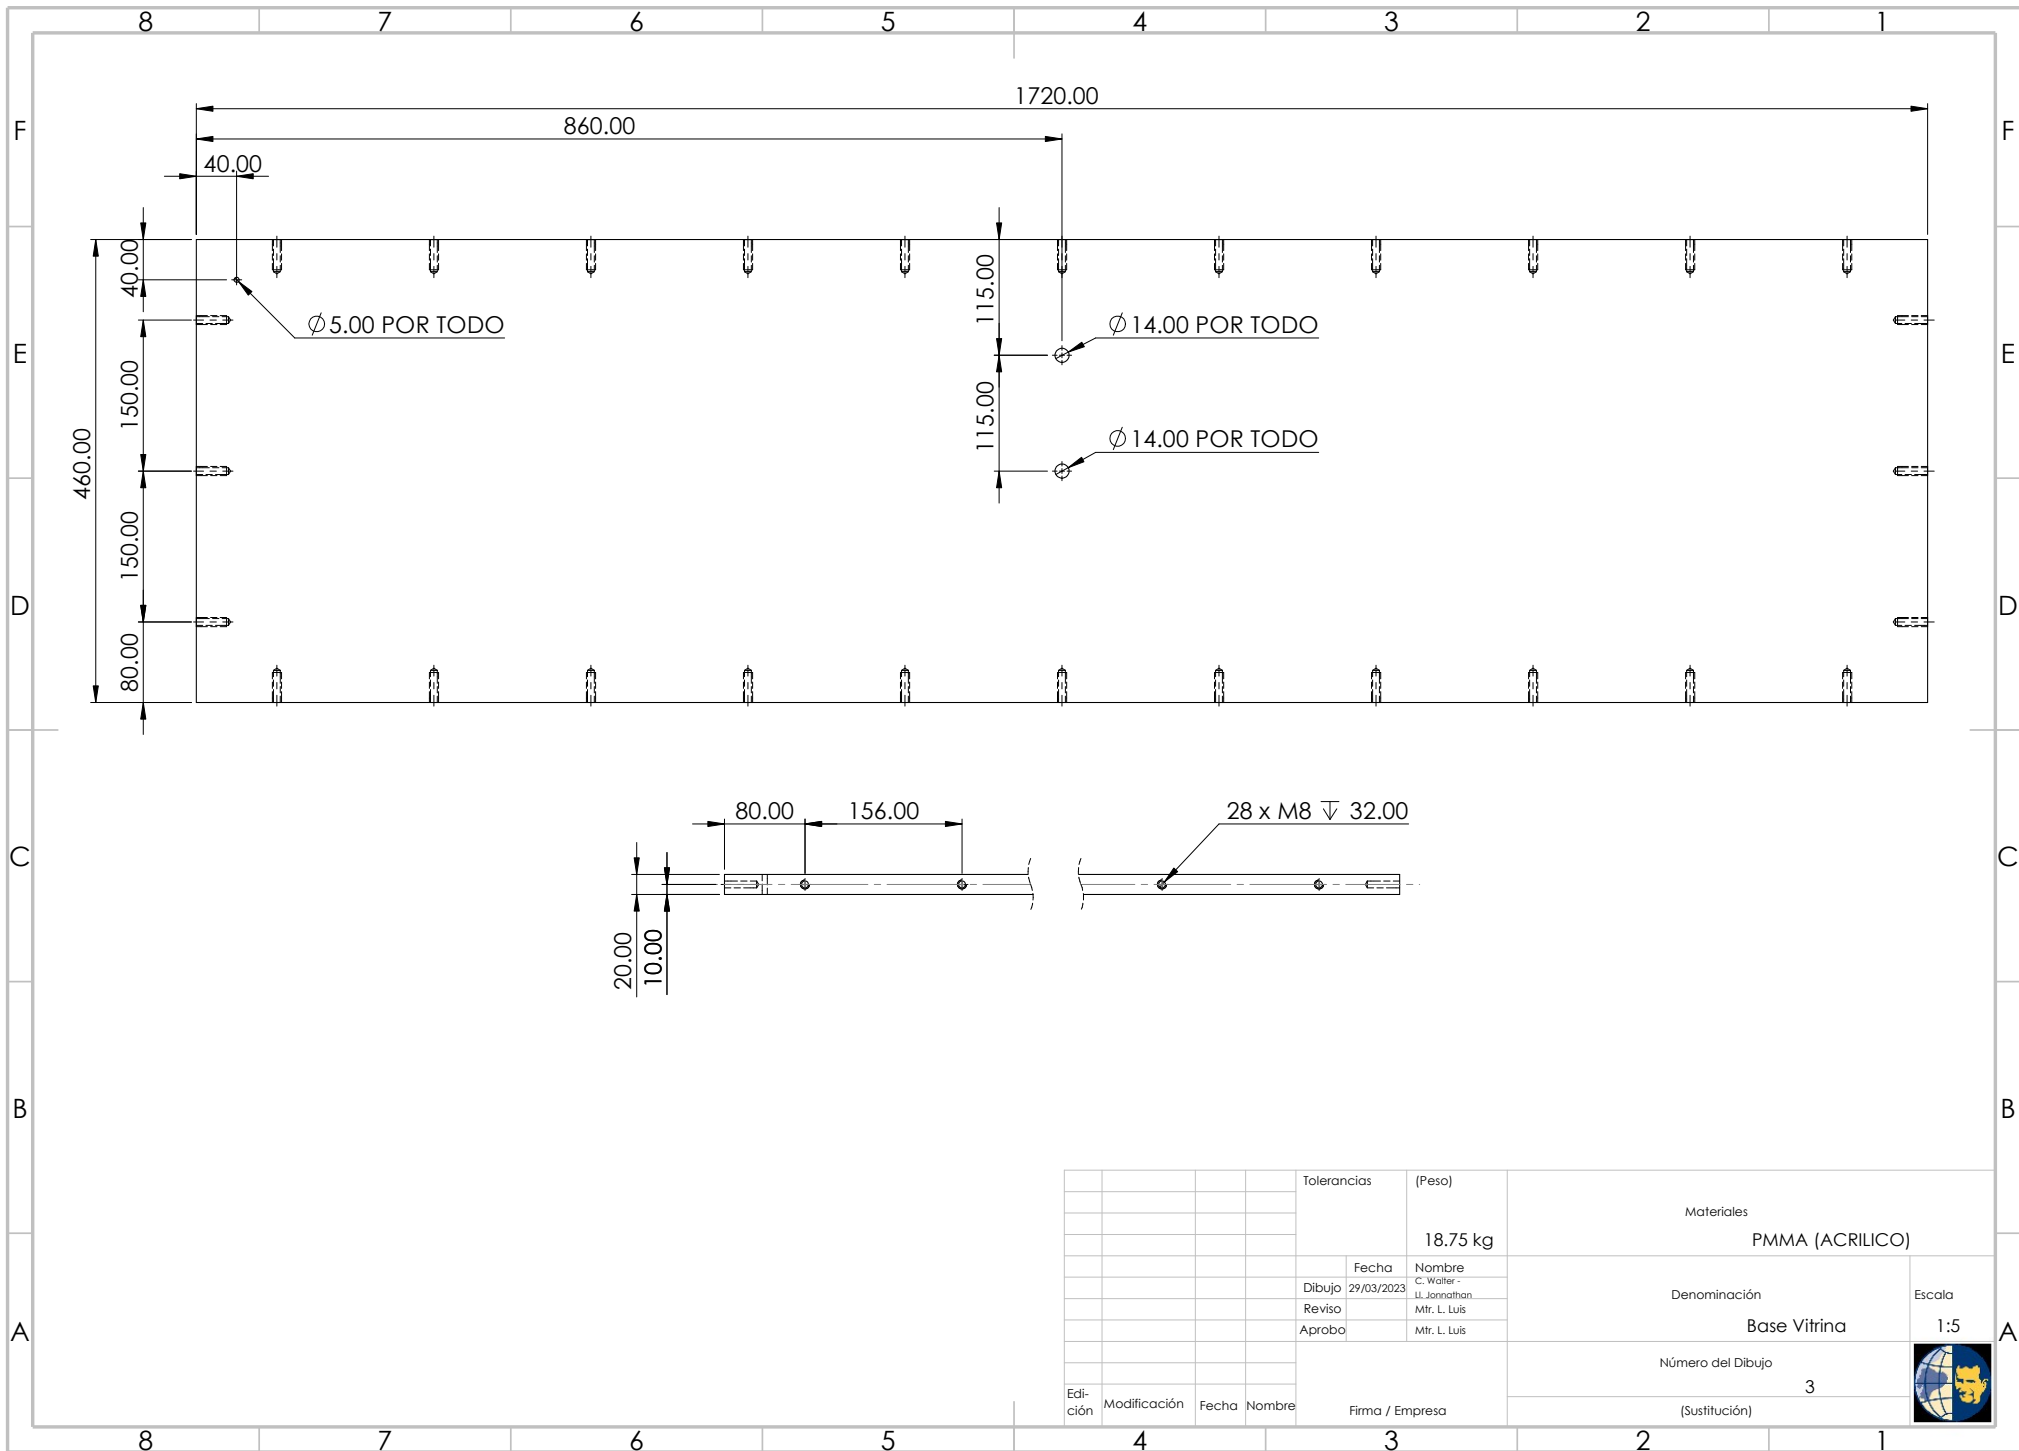 8 7 6 5 4 3 2 1
F F
E E
D D
C C
B B
A A
1720.00
860.00
40.00
40.00
150.00
460.00
150.00
80.00
115.00
115.00
∅ 5.00 POR TODO
∅ 14.00 POR TODO
∅ 14.00 POR TODO
80.00 156.00
28 x M8 ↧ 32.00
20.00
10.00
Tolerancias (Peso)
18.75 kg
Materiales
PMMA (ACRILICO)
Fecha Nombre
Dibujo 29/03/2023 C. Walter -
Ll. Jonnathan
Reviso Mtr. L. Luis
Aprobo Mtr. L. Luis
Denominación
Base Vitrina
Escala
1:5
Número del Dibujo
3
(Sustitución)
Edi-
ción Modificación Fecha Nombre
Firma / Empresa
8 7 6 5 4 3 2 1